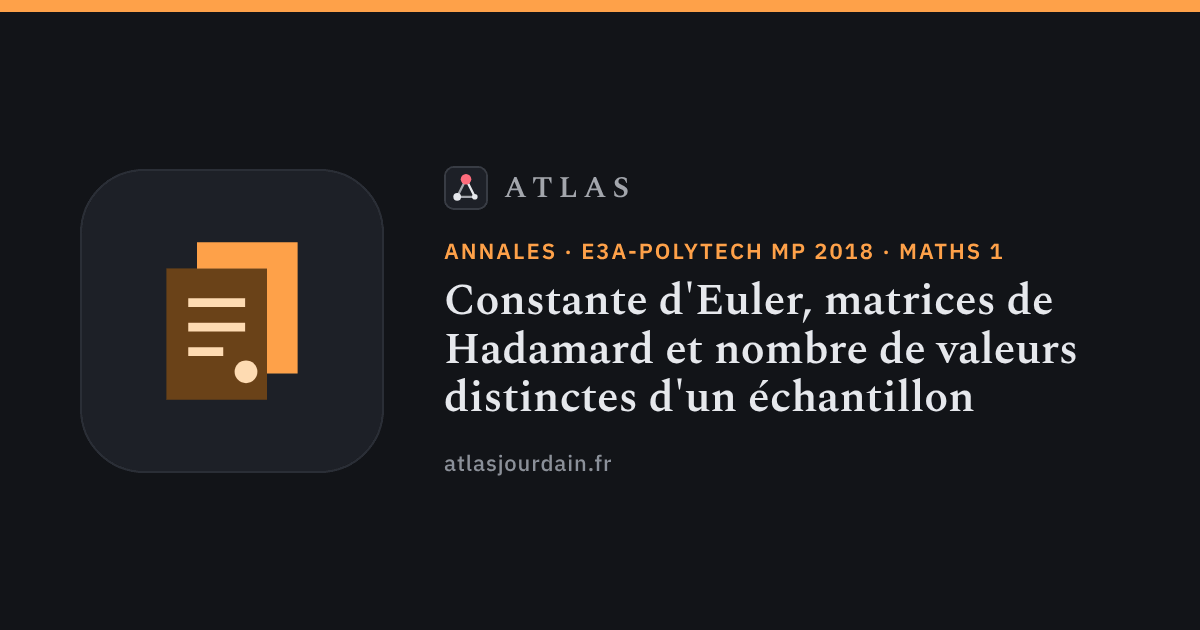 ATLAS
ANNALES · E3A-POLYTECH MP 2018 · MATHS 1
Constante d'Euler, matrices de
Hadamard et nombre de valeurs
distinctes d'un échantillon
atlasjourdain.fr